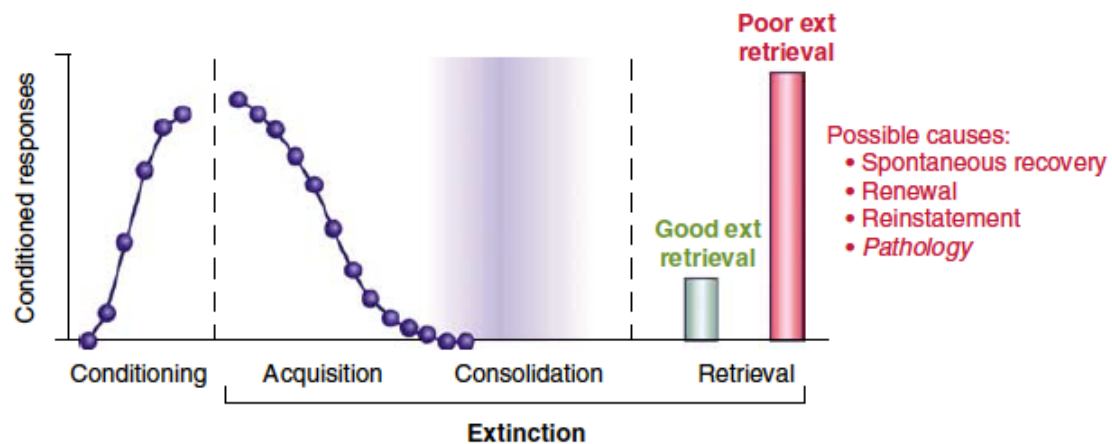 Poor ext
retrieval
Conditioned responses
Good ext
retrieval
Possible causes:
• Spontaneous recovery
• Renewal
• Reinstatement
• Pathology
Conditioning
Acquisition
Consolidation
Retrieval
Extinction